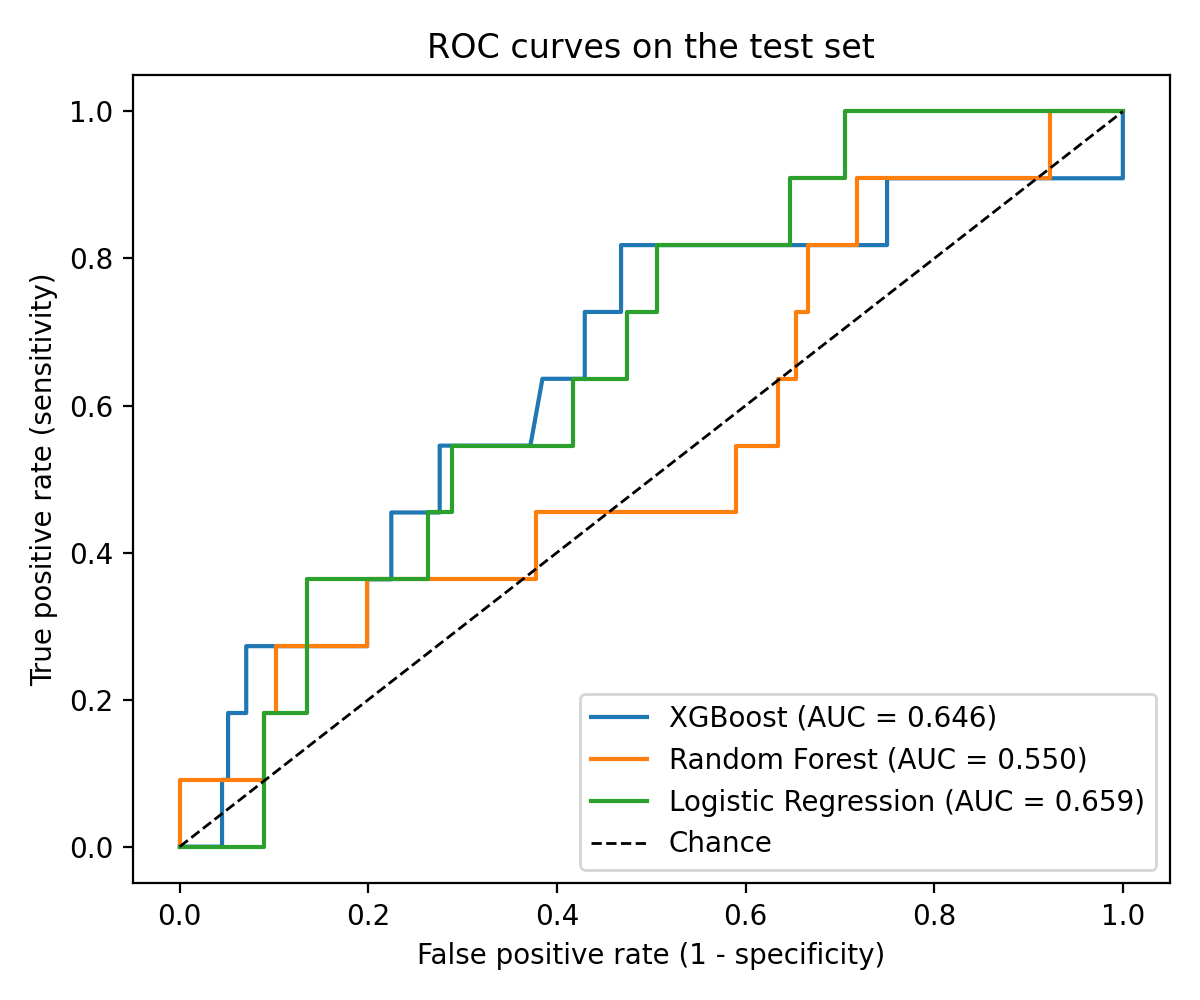 ROC curves on the test set
True positive rate (sensitivity)
1.0
0.8
0.6
0.4
0.2
0.0
XGBoost (AUC = 0.646)
Random Forest (AUC = 0.550)
Logistic Regression (AUC = 0.659)
Chance
0.0 0.2 0.4 0.6 0.8 1.0
False positive rate (1 - specificity)